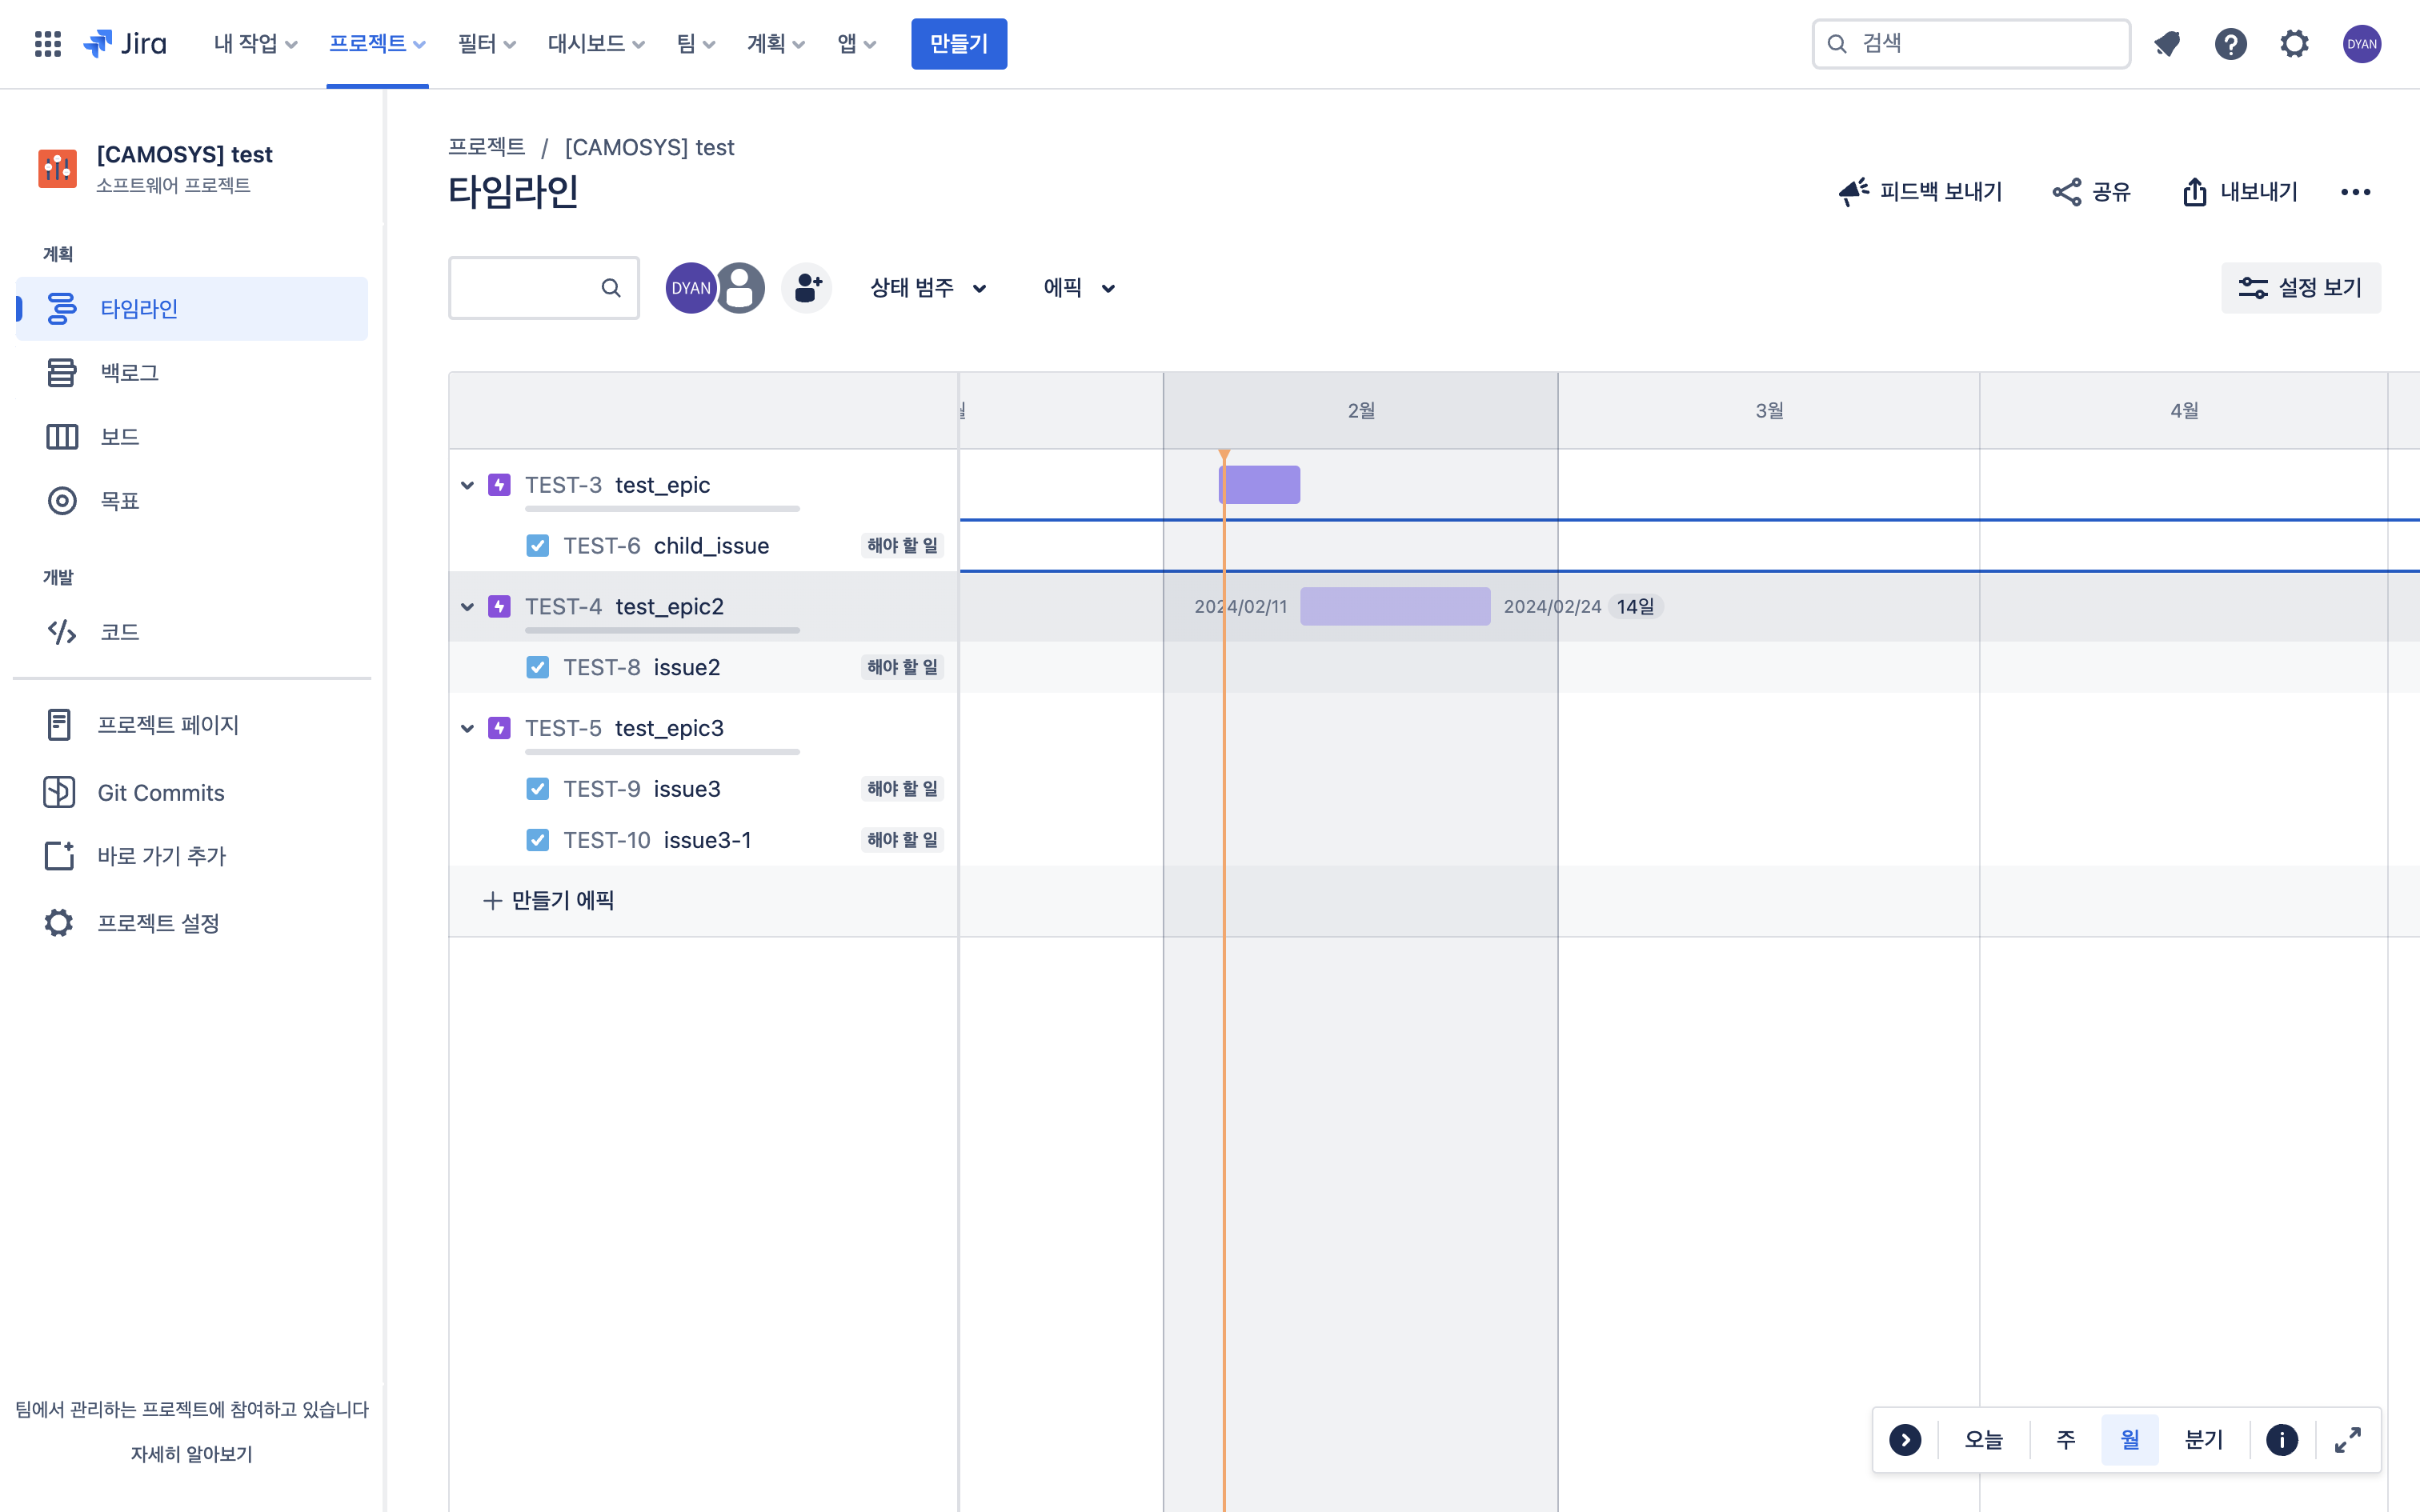 Jira 내 작업 프로젝트 필터 대시보드 팀 계획 앱 만들기 검색 DYAN
[CAMOSYS] test
소프트웨어 프로젝트
계획
타임라인
백로그
보드
목표
개발
코드
프로젝트 페이지
Git Commits
바로 가기 추가
프로젝트 설정
팀에서 관리하는 프로젝트에 참여하고 있습니다
자세히 알아보기
프로젝트 / [CAMOSYS] test
타임라인
피드백 보내기 공유 내보내기
DYAN 상태 범주 에픽 설정 보기
2월 3월 4월
TEST-3 test_epic
TEST-6 child_issue 해야 할 일
TEST-4 test_epic2 2024/02/11 2024/02/24 14일
TEST-8 issue2 해야 할 일
TEST-5 test_epic3
TEST-9 issue3 해야 할 일
TEST-10 issue3-1 해야 할 일
만들기 에픽
오늘 주 월 분기